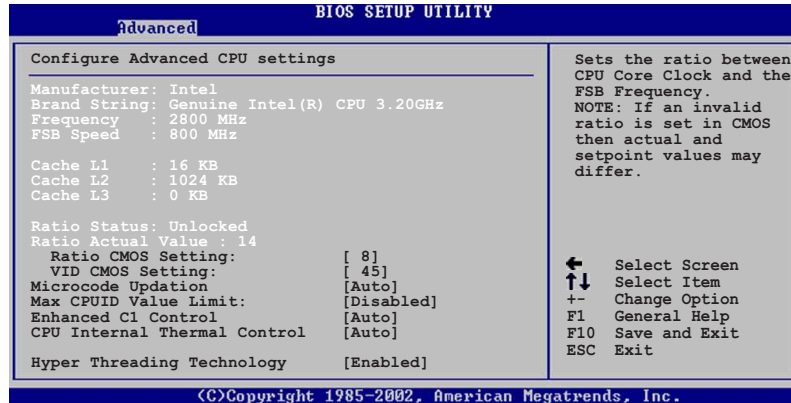 BIOS SETUP UTILITY
Advanced
Configure Advanced CPU settings
Manufacturer: Intel
Brand String: Genuine Intel(R) CPU 3.20GHz
Frequency : 2800 MHz
FSB Speed : 800 MHz
Cache L1 : 16 KB
Cache L2 : 1024 KB
Cache L3 : 0 KB
Ratio Status: Unlocked
Ratio Actual Value : 14
Ratio CMOS Setting: [ 8]
VID CMOS Setting: [ 45]
Microcode Updation [Auto]
Max CPUID Value Limit: [Disabled]
Enhanced C1 Control [Auto]
CPU Internal Thermal Control [Auto]
Hyper Threading Technology [Enabled]
Sets the ratio between
CPU Core Clock and the
FSB Frequency.
NOTE: If an invalid
ratio is set in CMOS
then actual and
setpoint values may
differ.
← Select Screen
↑↓ Select Item
+- Change Option
F1 General Help
F10 Save and Exit
ESC Exit
(C)Copyright 1985-2002, American Megatrends, Inc.